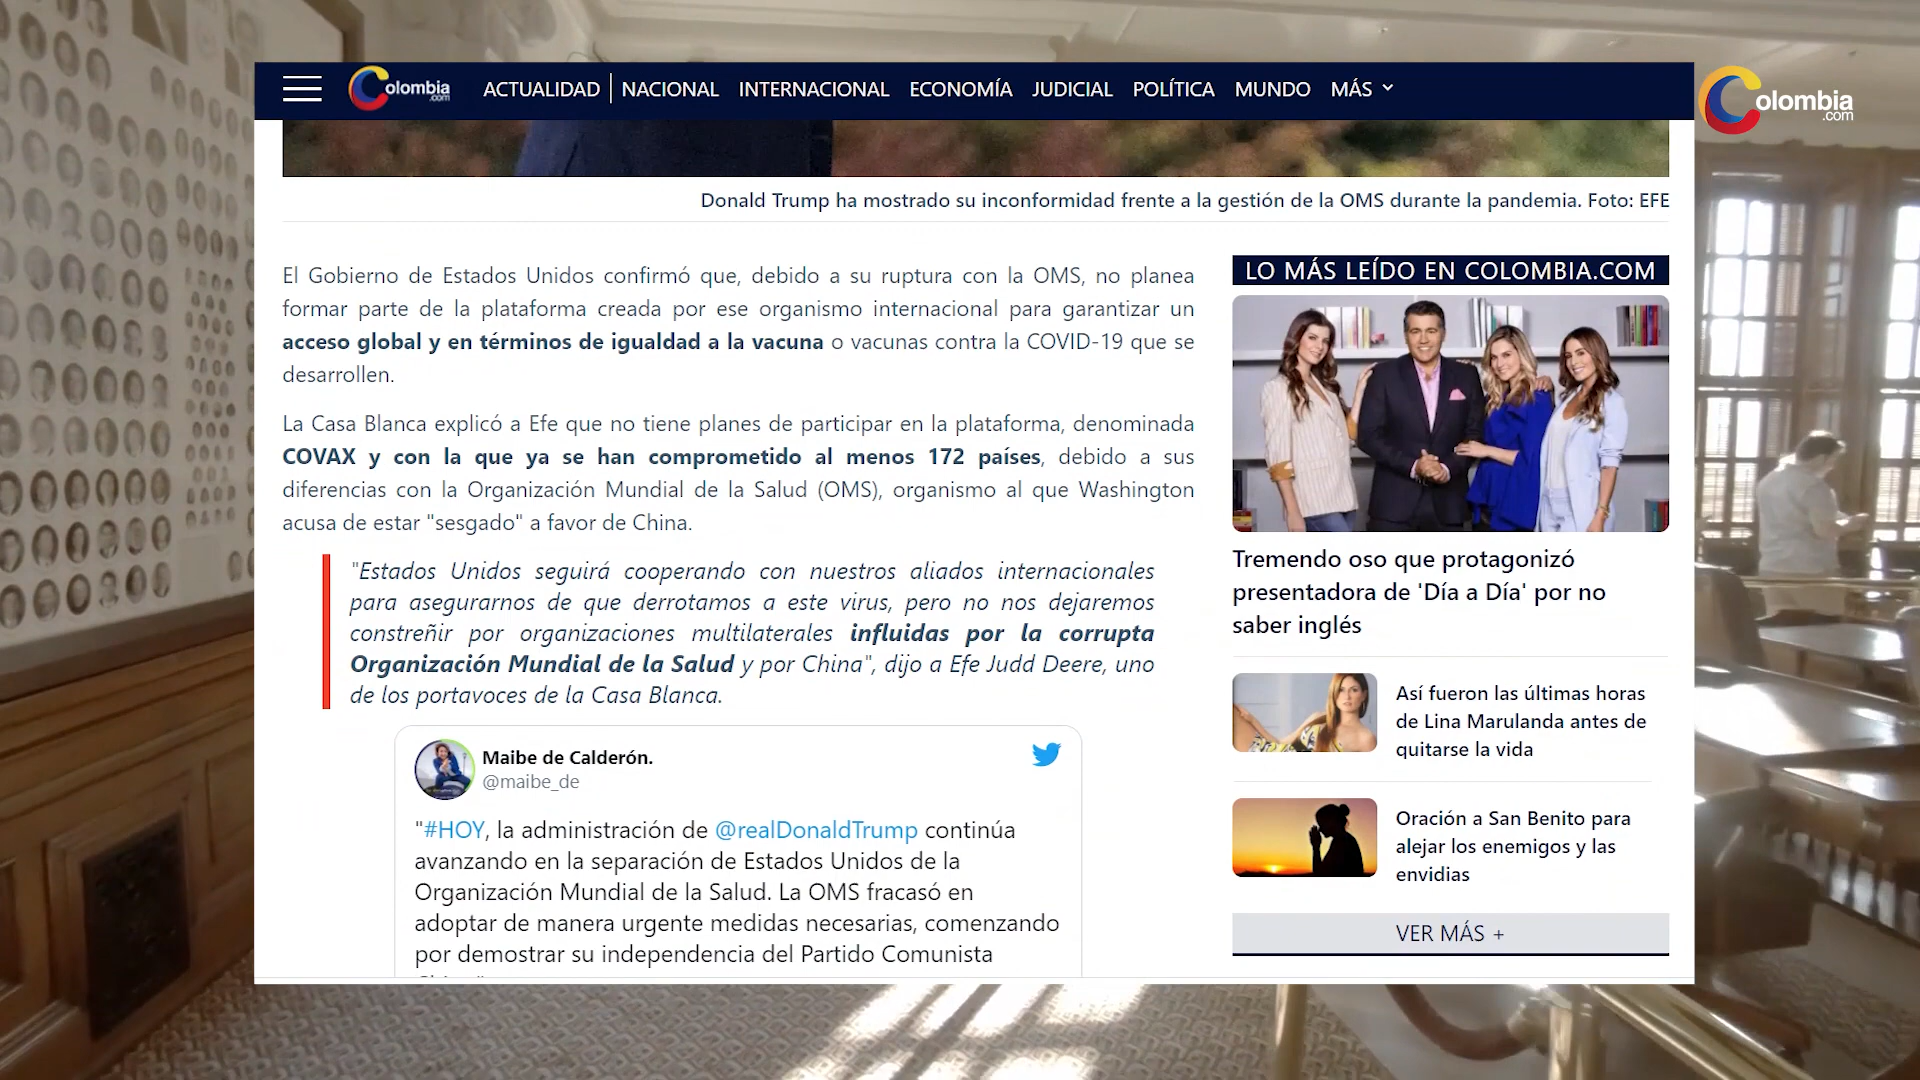 Colombia
.com
ACTUALIDAD NACIONAL INTERNACIONAL ECONOMÍA JUDICIAL POLÍTICA MUNDO MÁS
Colombia
.com
Donald Trump ha mostrado su inconformidad frente a la gestión de la OMS durante la pandemia. Foto: EFE
El Gobierno de Estados Unidos confirmó que, debido a su ruptura con la OMS, no planea
formar parte de la plataforma creada por ese organismo internacional para garantizar un
acceso global y en términos de igualdad a la vacuna o vacunas contra la COVID-19 que se
desarrollen.
La Casa Blanca explicó a Efe que no tiene planes de participar en la plataforma, denominada
COVAX y con la que ya se han comprometido al menos 172 países, debido a sus
diferencias con la Organización Mundial de la Salud (OMS), organismo al que Washington
acusa de estar "sesgado" a favor de China.
"Estados Unidos seguirá cooperando con nuestros aliados internacionales
para asegurarnos de que derrotamos a este virus, pero no nos dejaremos
constreñir por organizaciones multilaterales influidas por la corrupta
Organización Mundial de la Salud y por China", dijo a Efe Judd Deere, uno
de los portavoces de la Casa Blanca.
Maibe de Calderón.
@maibe_de
"#HOY, la administración de @realDonaldTrump continúa
avanzando en la separación de Estados Unidos de la
Organización Mundial de la Salud. La OMS fracasó en
adoptar de manera urgente medidas necesarias, comenzando
por demostrar su independencia del Partido Comunista
LO MÁS LEÍDO EN COLOMBIA.COM
Tremendo oso que protagonizó
presentadora de 'Día a Día' por no
saber inglés
Así fueron las últimas horas
de Lina Marulanda antes de
quitarse la vida
Oración a San Benito para
alejar los enemigos y las
envidias
VER MÁS +